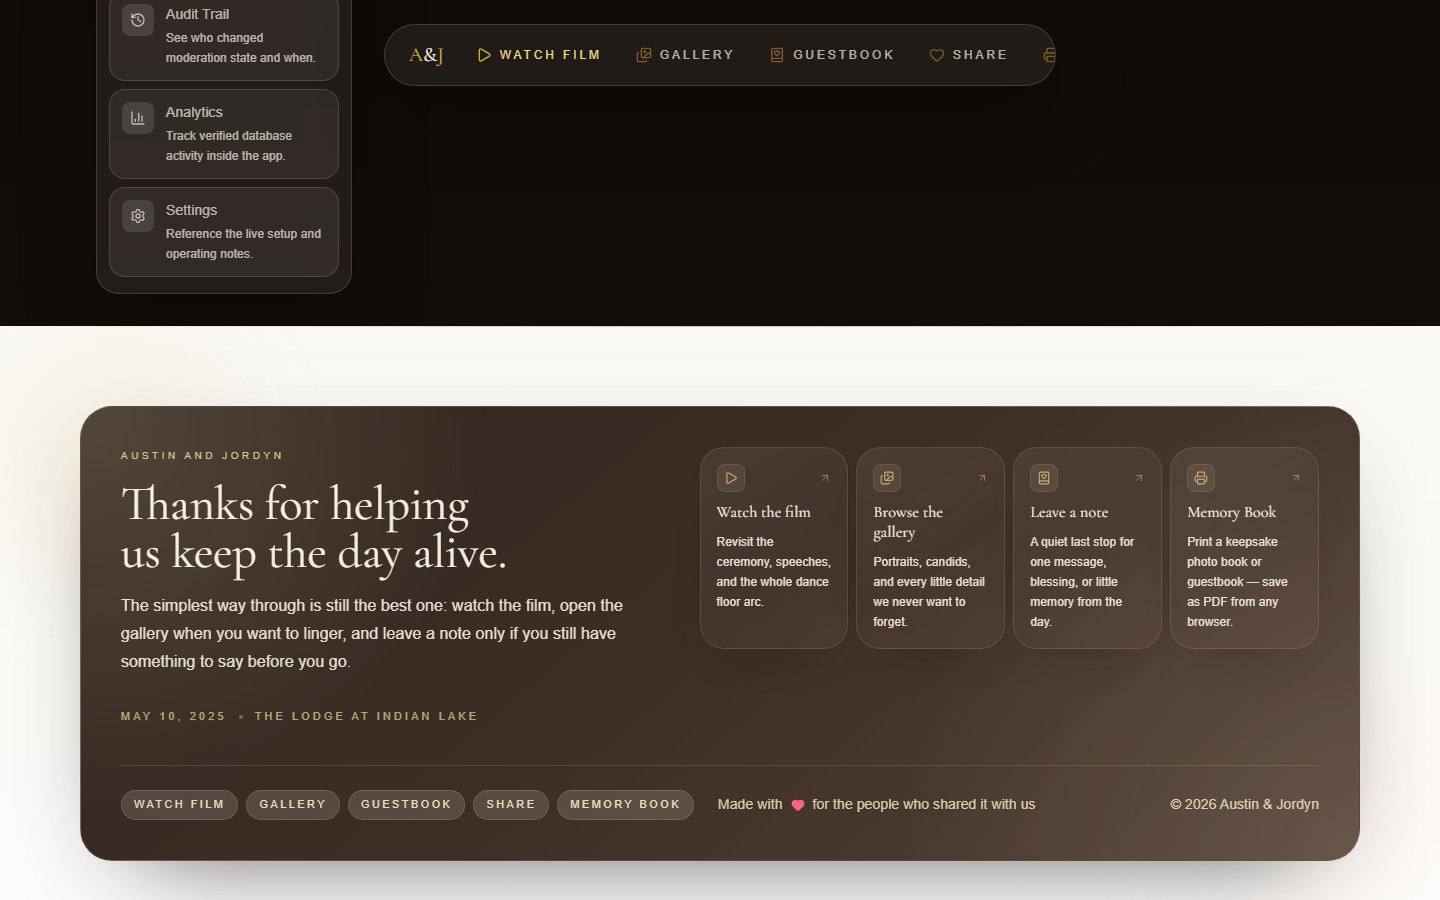 Audit Trail
See who changed
moderation state and when.
Analytics
Track verified database
activity inside the app.
Settings
Reference the live setup and
operating notes.
A&J
WATCH FILM
GALLERY
GUESTBOOK
SHARE
AUSTIN AND JORDYN
Thanks for helping
us keep the day alive.
The simplest way through is still the best one: watch the film, open the
gallery when you want to linger, and leave a note only if you still have
something to say before you go.
MAY 10, 2025 • THE LODGE AT INDIAN LAKE
Watch the film
Revisit the
ceremony, speeches,
and the whole dance
floor arc.
Browse the
gallery
Portraits, candids,
and every little detail
we never want to
forget.
Leave a note
A quiet last stop for
one message,
blessing, or little
memory from the
day.
Memory Book
Print a keepsake
photo book or
guestbook — save
as PDF from any
browser.
WATCH FILM
GALLERY
GUESTBOOK
SHARE
MEMORY BOOK
Made with for the people who shared it with us
© 2026 Austin & Jordyn